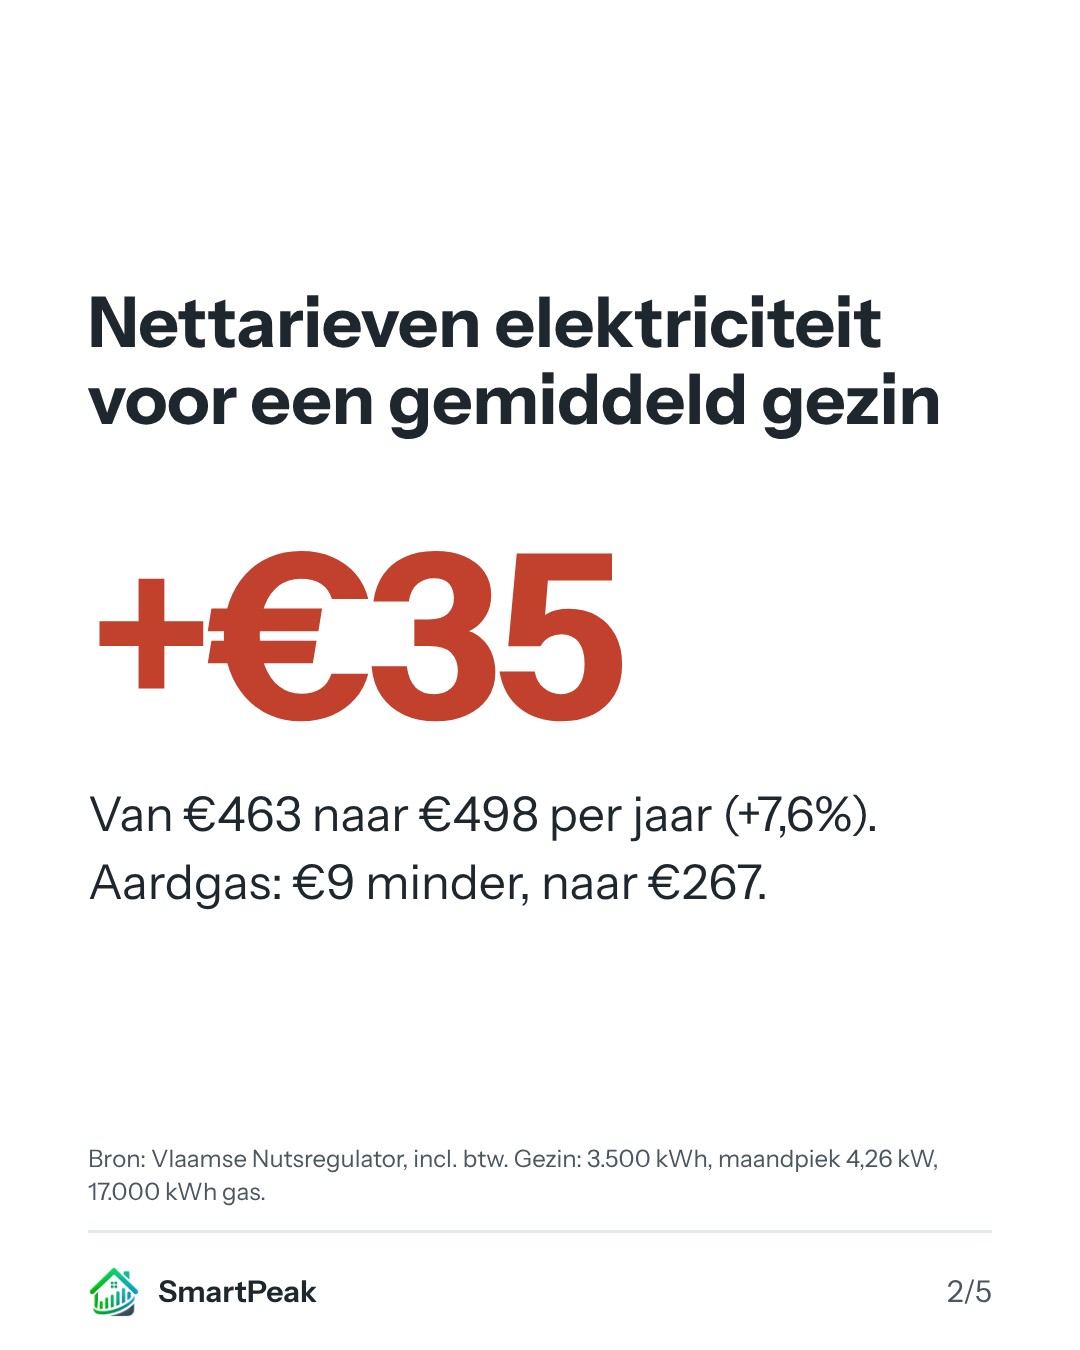 Nettarieven elektriciteit
voor een gemiddeld gezin
+€35
Van €463 naar €498 per jaar (+7,6%).
Aardgas: €9 minder, naar €267.
Bron: Vlaamse Nutsregulator, incl. btw. Gezin: 3.500 kWh, maandpiek 4,26 kW,
17.000 kWh gas.
SmartPeak
2/5